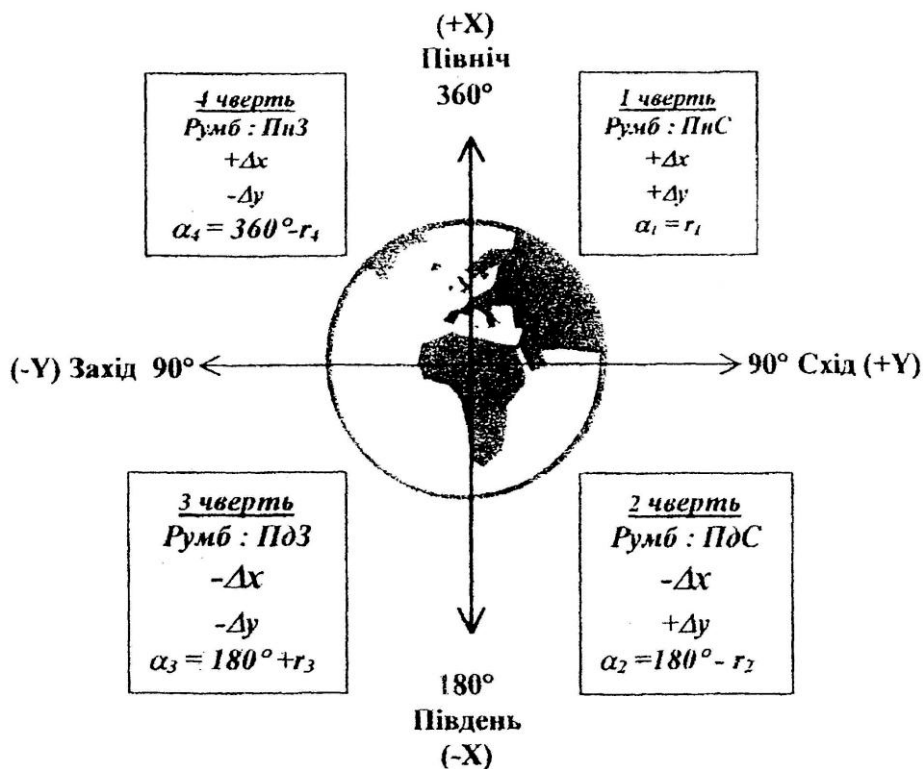 (+X)
Північ
360°
4 чверть
Румб : ПнЗ
+Δx
-Δy
α₄ = 360°-r₄
1 чверть
Румб : ПнС
+Δx
+Δy
α₁ = r₁
(-Y) Захід 90°
90° Схід (+Y)
3 чверть
Румб : ПдЗ
-Δx
-Δy
α₃ = 180° +r₃
2 чверть
Румб : ПдС
-Δx
+Δy
α₂ =180° - r₂
180°
Південь
(-X)